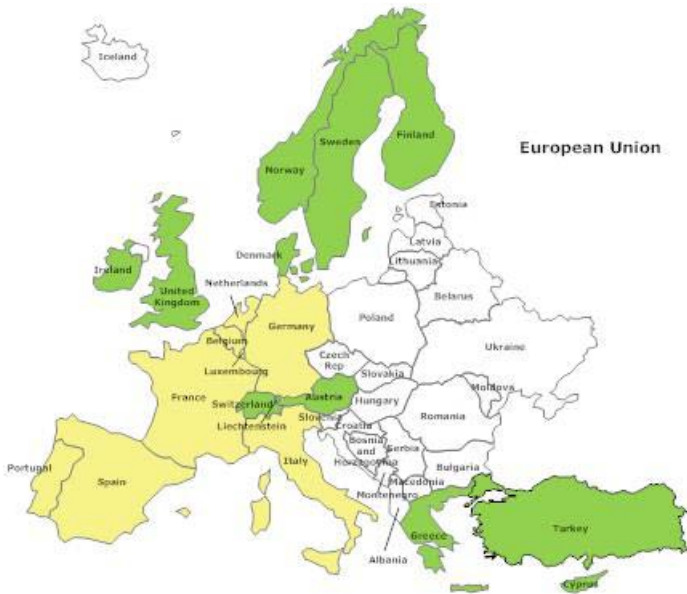 Iceland
Finland
Sweden
European Union
Norway
Estonia
Latvia
Denmark
Lithuania
Ireland
Netherlands
United
Kingdom
Belarus
Germany
Poland
Belgium
Ukraine
Czech
Rep
Luxembourg
Slovakia
Moldova
France
Austria
Switzerland
Hungary
Romania
Slovenia
Liechtenstein
Croatia
Bosnia
and
Herzegovina
Serbia
Italy
Portugal
Bulgaria
Spain
Macedonia
Montenegro
Turkey
Greece
Albania
Cyprus